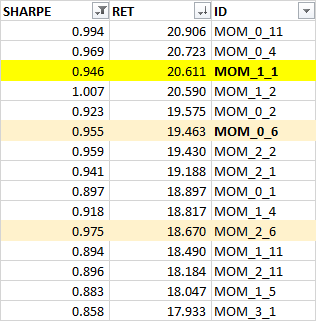 SHARPE RET ID
0.994 20.906 MOM_0_11
0.969 20.723 MOM_0_4
0.946 20.611 MOM_1_1
1.007 20.590 MOM_1_2
0.923 19.575 MOM_0_2
0.955 19.463 MOM_0_6
0.959 19.430 MOM_2_2
0.941 19.188 MOM_2_1
0.897 18.897 MOM_0_1
0.918 18.817 MOM_1_4
0.975 18.670 MOM_2_6
0.894 18.490 MOM_1_11
0.896 18.184 MOM_2_11
0.883 18.047 MOM_1_5
0.858 17.933 MOM_3_1